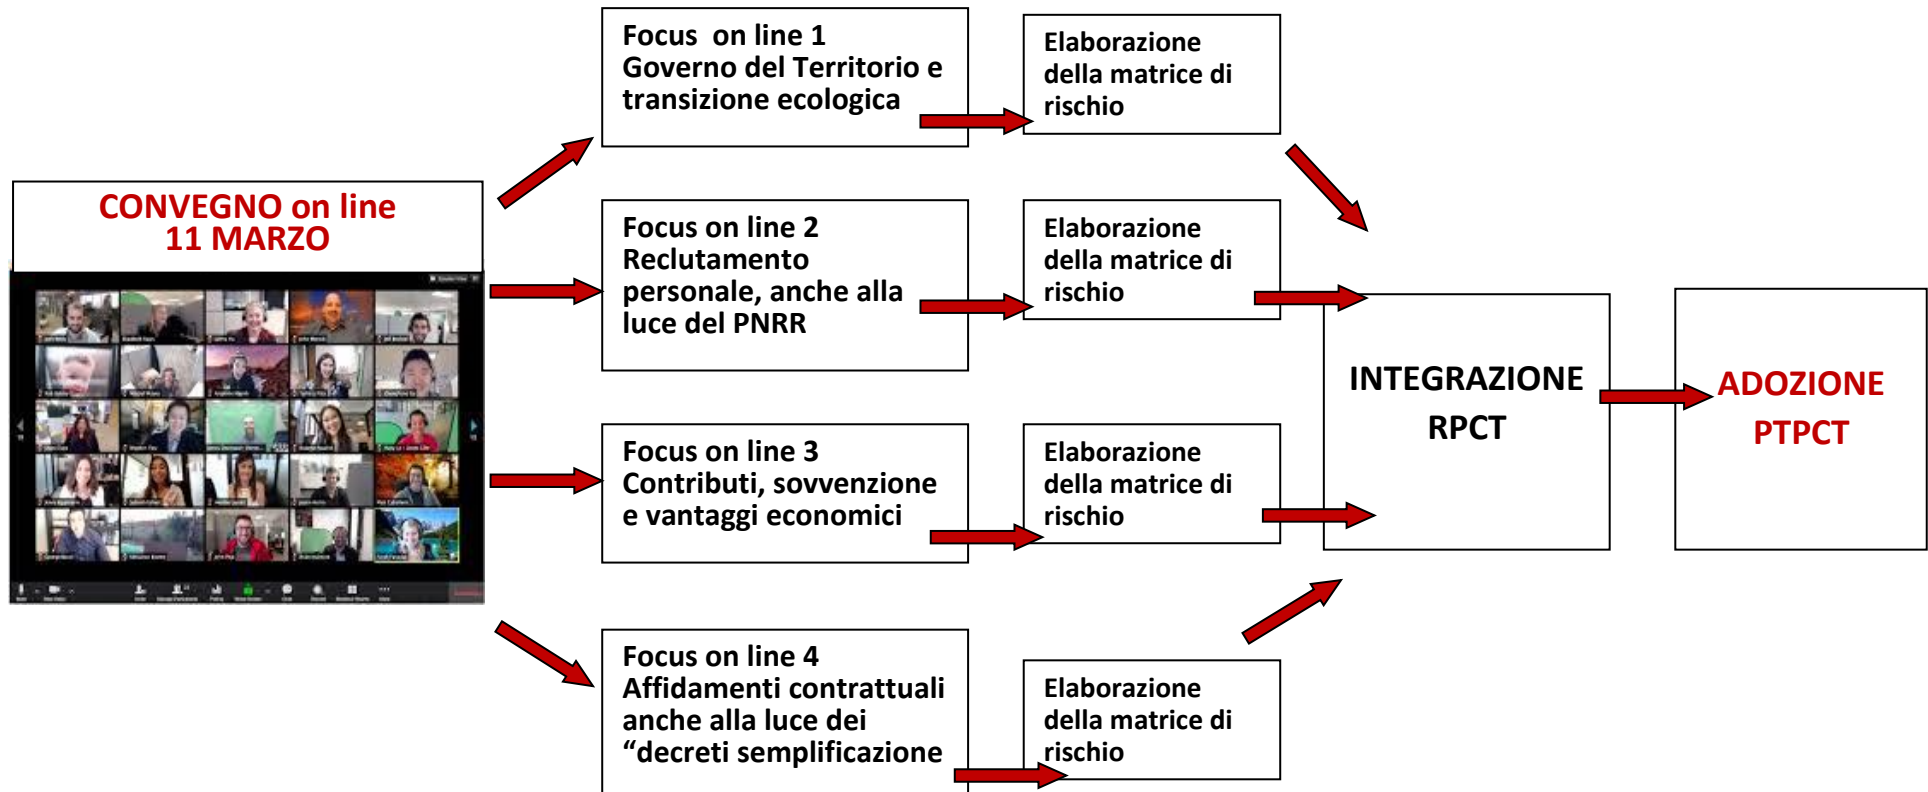 CONVEGNO on line
11 MARZO
Focus on line 1
Governo del Territorio e
transizione ecologica
Elaborazione
della matrice di
rischio
Focus on line 2
Reclutamento
personale, anche alla
luce del PNRR
Elaborazione
della matrice di
rischio
Focus on line 3
Contributi, sovvenzione
e vantaggi economici
Elaborazione
della matrice di
rischio
Focus on line 4
Affidamenti contrattuali
anche alla luce dei
“decreti semplificazione
Elaborazione
della matrice di
rischio
INTEGRAZIONE
RPCT
ADOZIONE
PTPCT